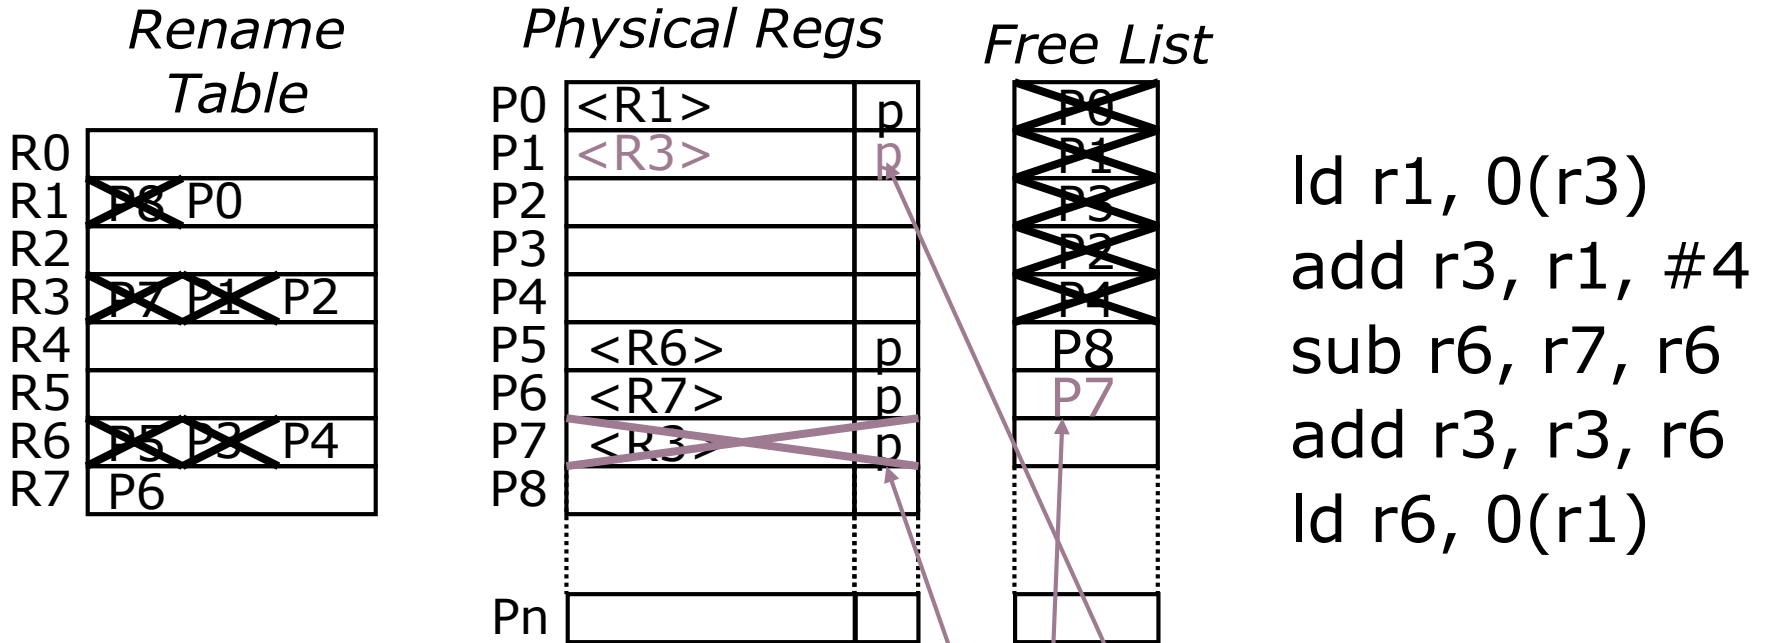 Rename Table
R0
R1 P8 P0
R2
R3 P7 P1 P2
R4
R5
R6 P5 P3 P4
R7 P6
Physical Regs
P0 <R1> p
P1 <R3> p
P2
P3
P4
P5 <R6> p
P6 <R7> p
P7 <R3> p
P8
Pn
Free List
P0
P1
P3
P2
P4
P8
P7
ld r1, 0(r3)
add r3, r1, #4
sub r6, r7, r6
add r3, r3, r6
ld r6, 0(r1)